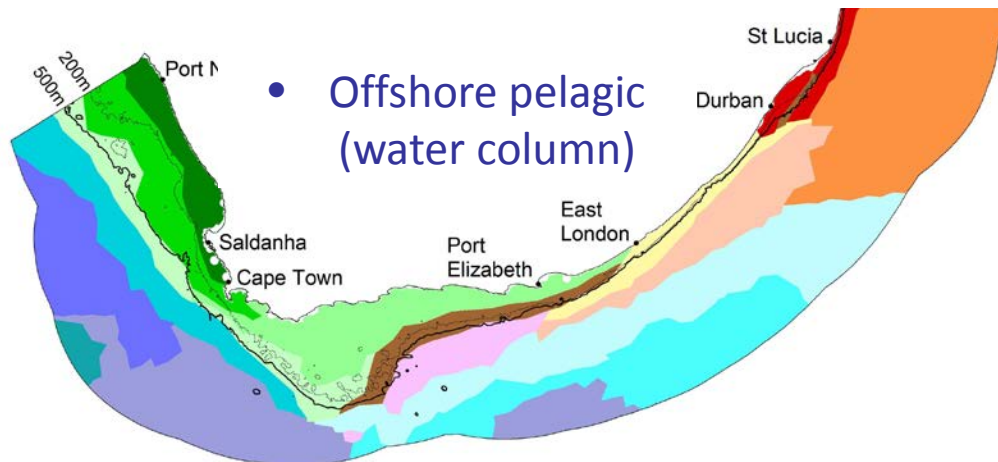 St Lucia
200m
500m
Port N
• Offshore pelagic
(water column)
Durban
East
London
Port
Elizabeth
Saldanha
Cape Town